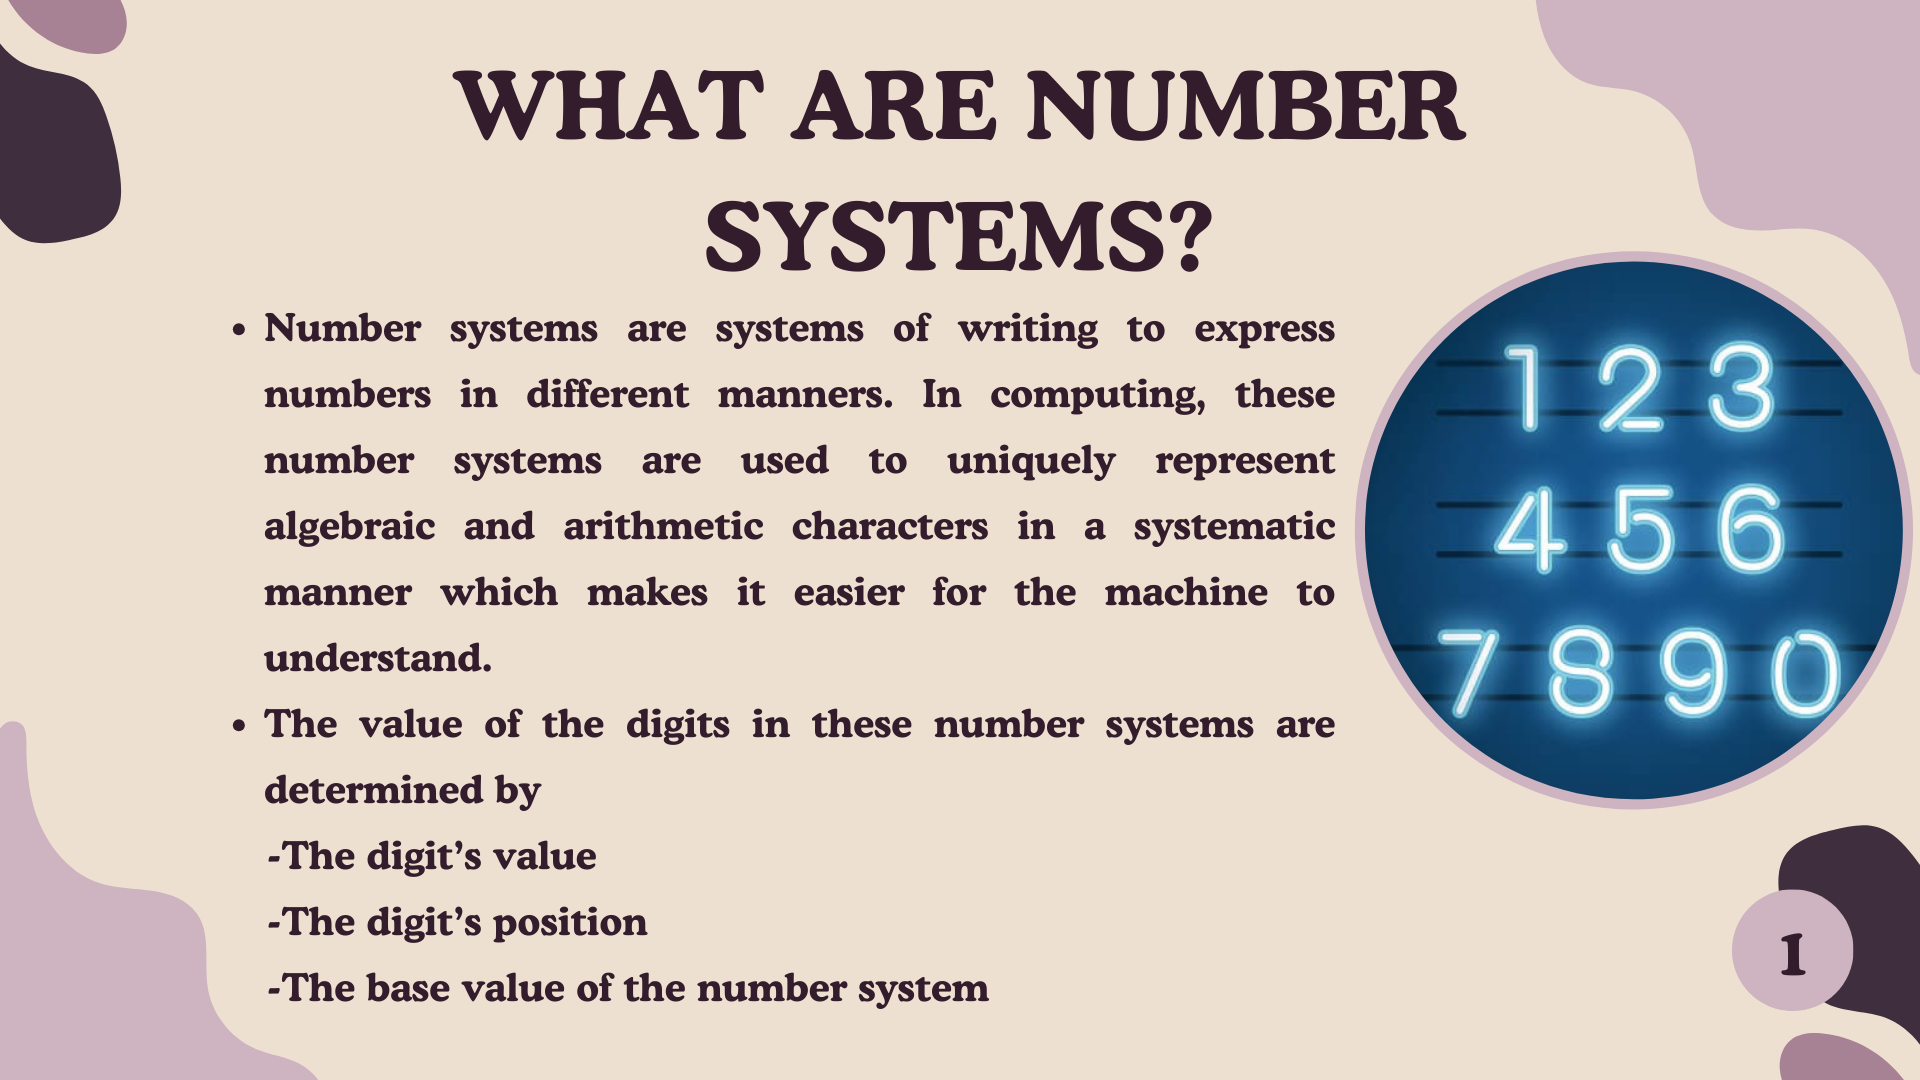 WHAT ARE NUMBER
SYSTEMS?
• Number systems are systems of writing to express
numbers in different manners. In computing, these
number systems are used to uniquely represent
algebraic and arithmetic characters in a systematic
manner which makes it easier for the machine to
understand.
• The value of the digits in these number systems are
determined by
-The digit’s value
-The digit’s position
-The base value of the number system
1 2 3
4 5 6
7 8 9 0
1